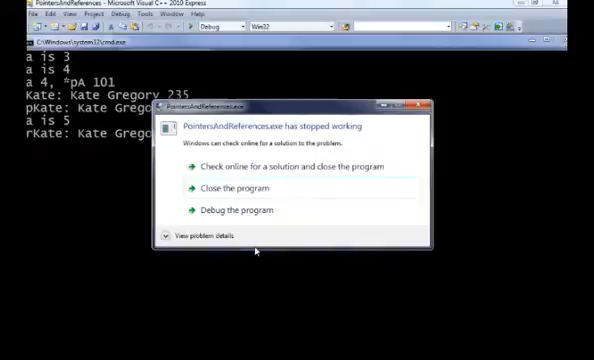 PointersAndReferences - Microsoft Visual C++ 2010 Express
File Edit View Project Debug Tools Window Help
Debug Win32
C:\Windows\system32\cmd.exe
a is 3
a is 4
a 4, *pA 101
Kate: Kate Gregory 235
pKate: Kate Grego
a is 5
rKate: Kate Grego
PointersAndReferences.exe
PointersAndReferences.exe has stopped working
Windows can check online for a solution to the problem.
Check online for a solution and close the program
Close the program
Debug the program
View problem details